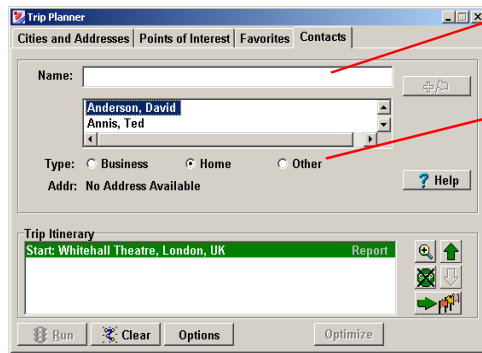 Trip Planner
Cities and Addresses Points of Interest Favorites Contacts
Name:
Anderson, David
Annis, Ted
Type: Business Home Other
Addr: No Address Available
? Help
Trip Itinerary
Start: Whitehall Theatre, London, UK Report
Run Clear Options Optimize